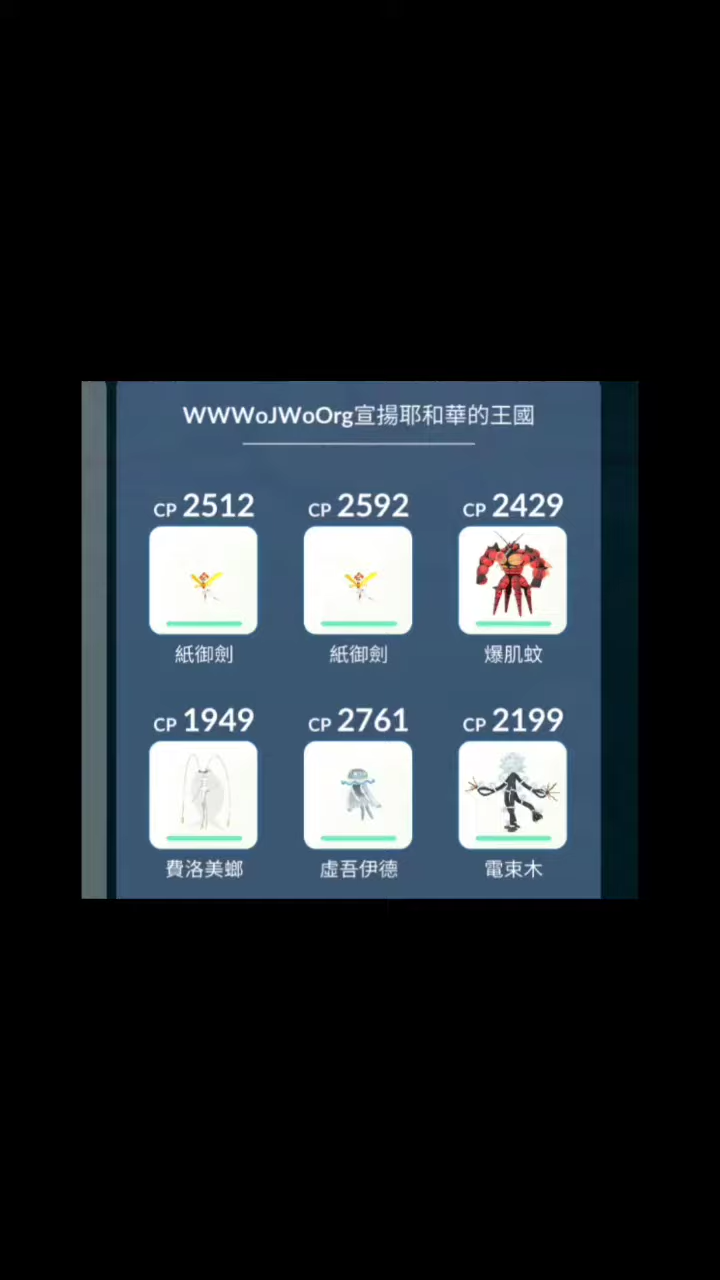 WWWoJWoOrg宣揚耶和華的王國
CP 2512 CP 2592 CP 2429
紙御劍 紙御劍 爆肌蚊
CP 1949 CP 2761 CP 2199
費洛美螂 虛吾伊德 電束木